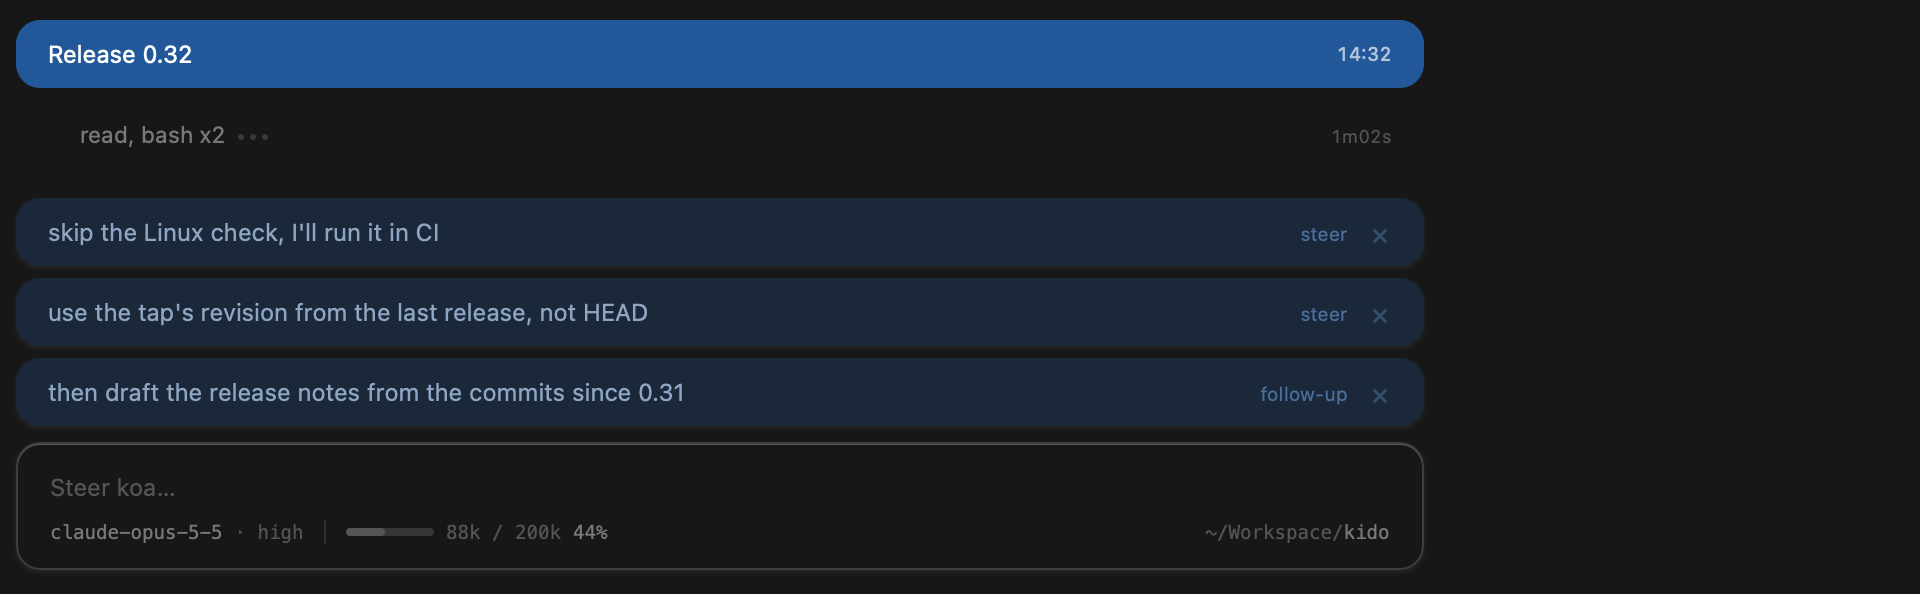 Release 0.32 14:32
read, bash x2 ••• 1m02s
skip the Linux check, I'll run it in CI steer ×
use the tap's revision from the last release, not HEAD steer ×
then draft the release notes from the commits since 0.31 follow-up ×
Steer koa...
claude-opus-5-5 · high | 88k / 200k 44% ~/Workspace/kido